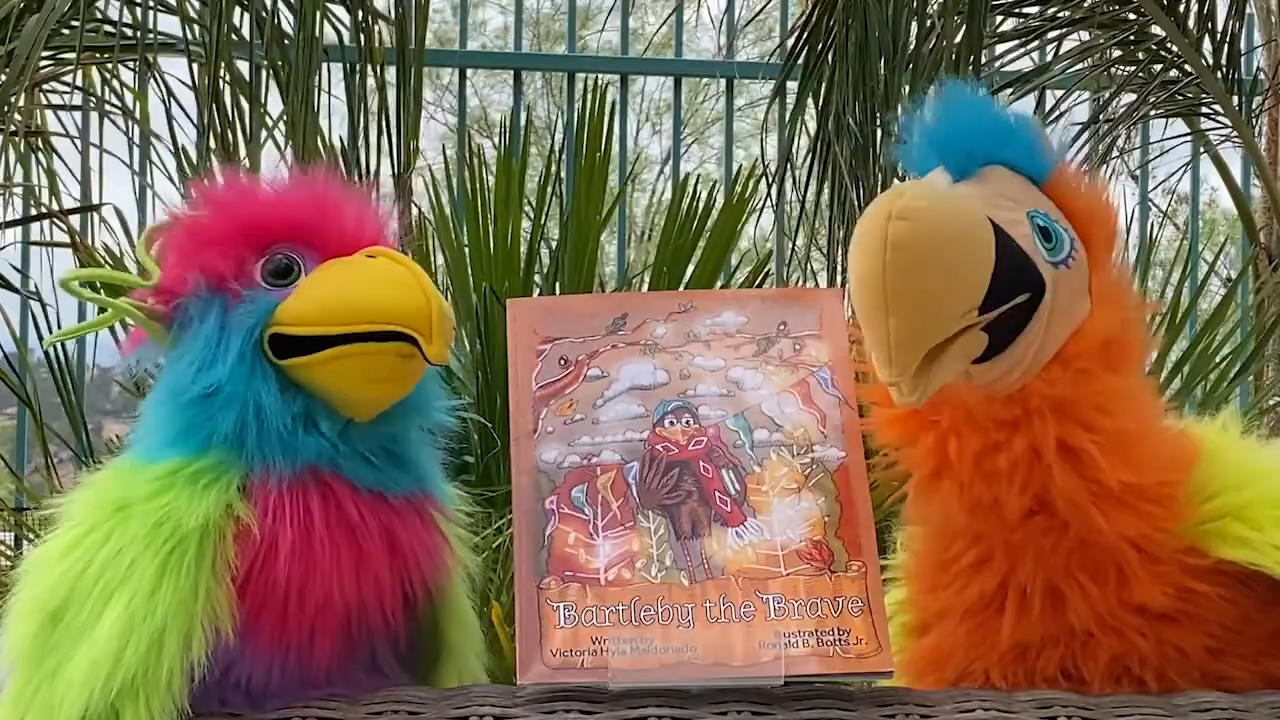 Bartleby the Brave
Written by
Victoria Hyla Maldonado
Illustrated by
Ronald B. Botts Jr.